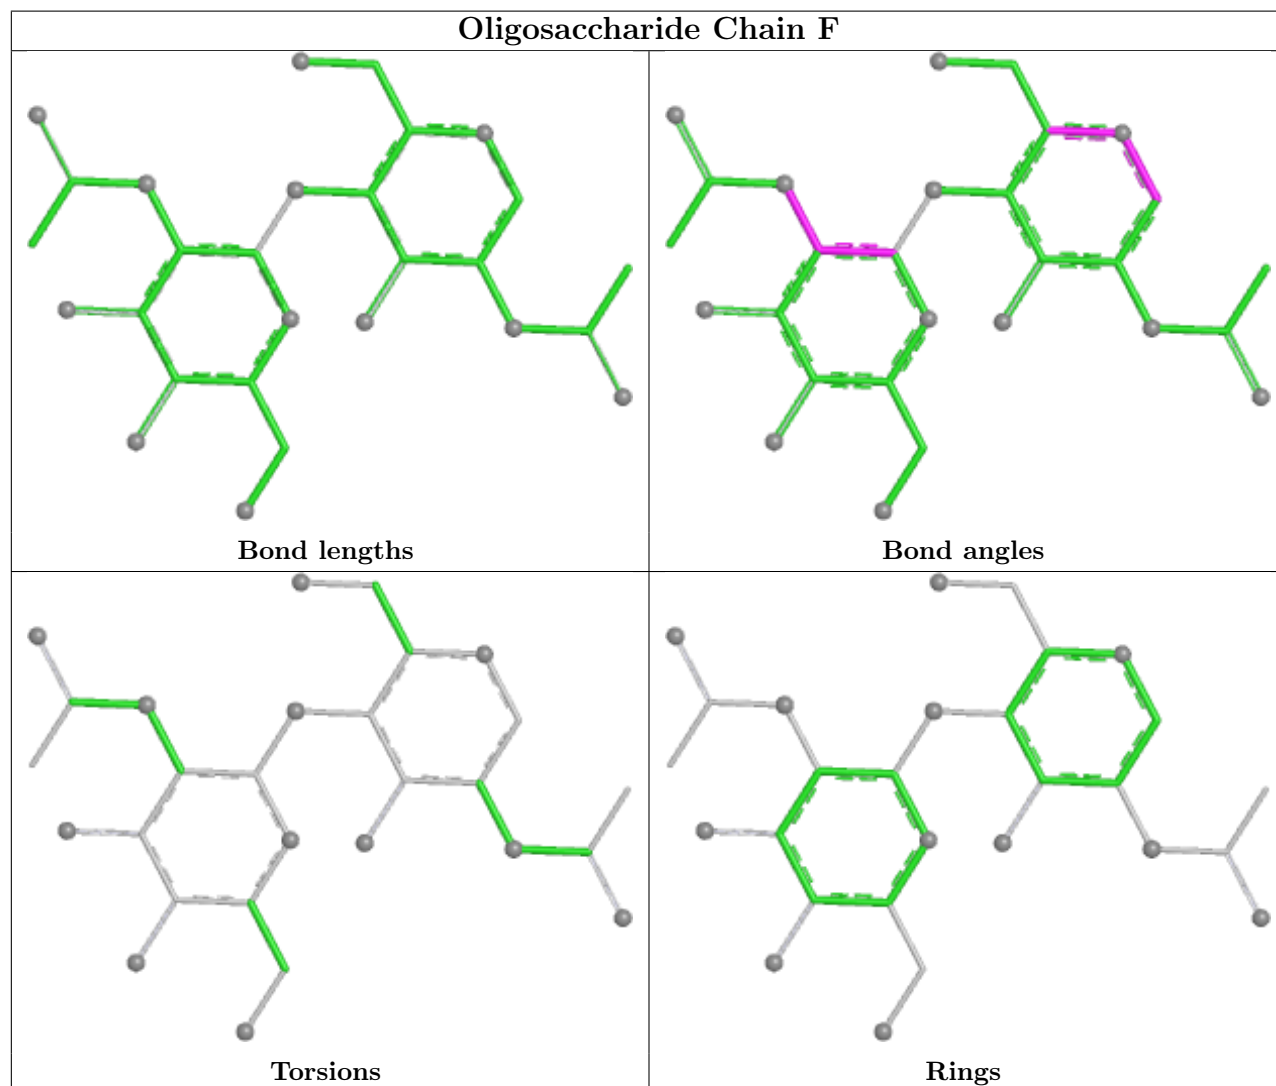 Oligosaccharide Chain F
Bond lengths
Bond angles
Torsions
Rings